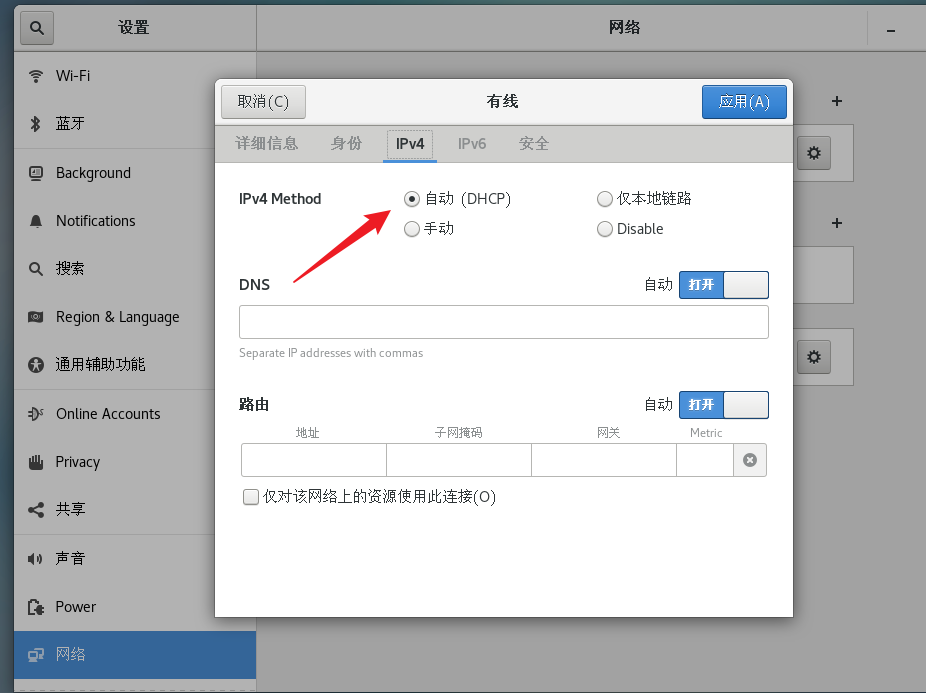 设置
网络
Wi-Fi
蓝牙
Background
Notifications
搜索
Region & Language
通用辅助功能
Online Accounts
Privacy
共享
声音
Power
网络
取消(C)
有线
应用(A)
详细信息
身份
IPv4
IPv6
安全
IPv4 Method
自动 (DHCP)
仅本地链路
手动
Disable
DNS
自动
打开
Separate IP addresses with commas
路由
自动
打开
地址
子网掩码
网关
Metric
仅对该网络上的资源使用此连接(O)